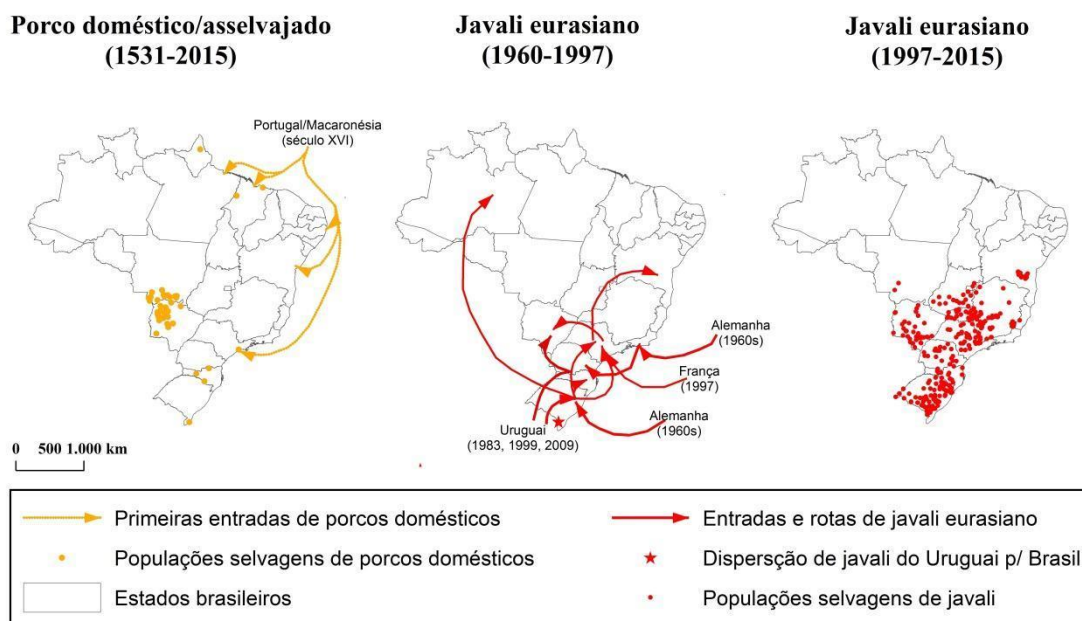 Porco doméstico/asselvajado
(1531-2015)
Javali eurasiano
(1960-1997)
Javali eurasiano
(1997-2015)
Portugal/Macaronésia
(século XVI)
Alemanha
(1960s)
França
(1997)
Alemanha
(1960s)
Uruguai
(1983, 1999, 2009)
0 500 1.000 km
Primeiras entradas de porcos domésticos
Populações selvagens de porcos domésticos
Estados brasileiros
Entradas e rotas de javali eurasiano
Dispersção de javali do Uruguai p/ Brasil
Populações selvagens de javali